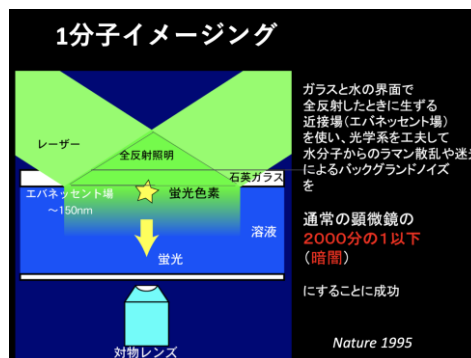 1分子イメージング
レーザー
全反射照明
石英ガラス
エバネッセント場
～150nm
蛍光色素
溶液
蛍光
対物レンズ
ガラスと水の界面で
全反射したときに生ずる
近接場(エバネッセント場)
を使い、光学系を工夫して
水分子からのラマン散乱や迷光
によるバックグランドノイズ
を
通常の顕微鏡の
2000分の1以下
(暗闇)
にすることに成功
Nature 1995